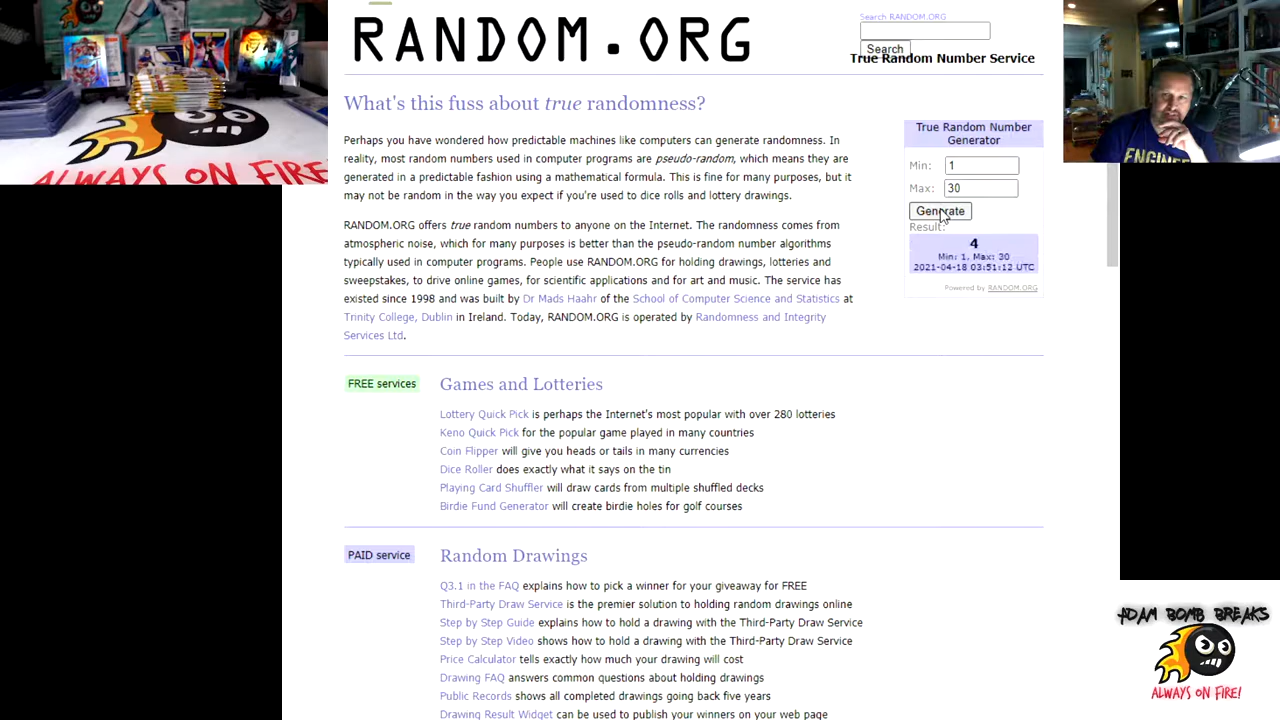 RANDOM.ORG
Search RANDOM.ORG
Search
True Random Number Service
What's this fuss about true randomness?
Perhaps you have wondered how predictable machines like computers can generate randomness. In
reality, most random numbers used in computer programs are pseudo-random, which means they are
generated in a predictable fashion using a mathematical formula. This is fine for many purposes, but it
may not be random in the way you expect if you're used to dice rolls and lottery drawings.
RANDOM.ORG offers true random numbers to anyone on the Internet. The randomness comes from
atmospheric noise, which for many purposes is better than the pseudo-random number algorithms
typically used in computer programs. People use RANDOM.ORG for holding drawings, lotteries and
sweepstakes, to drive online games, for scientific applications and for art and music. The service has
existed since 1998 and was built by Dr Mads Haahr of the School of Computer Science and Statistics at
Trinity College, Dublin in Ireland. Today, RANDOM.ORG is operated by Randomness and Integrity
Services Ltd.
True Random Number
Generator
Min: 1
Max: 30
Generate
Result:
4
Min: 1, Max: 30
2021-04-18 03:51:12 UTC
Powered by RANDOM.ORG
FREE services
Games and Lotteries
Lottery Quick Pick is perhaps the Internet's most popular with over 280 lotteries
Keno Quick Pick for the popular game played in many countries
Coin Flipper will give you heads or tails in many currencies
Dice Roller does exactly what it says on the tin
Playing Card Shuffler will draw cards from multiple shuffled decks
Birdie Fund Generator will create birdie holes for golf courses
PAID service
Random Drawings
Q3.1 in the FAQ explains how to pick a winner for your giveaway for FREE
Third-Party Draw Service is the premier solution to holding random drawings online
Step by Step Guide explains how to hold a drawing with the Third-Party Draw Service
Step by Step Video shows how to hold a drawing with the Third-Party Draw Service
Price Calculator tells exactly how much your drawing will cost
Drawing FAQ answers common questions about holding drawings
Public Records shows all completed drawings going back five years
Drawing Result Widget can be used to publish your winners on your web page
ALWAYS ON FIRE
ENGINE
ADAM BOMB BREAKS
ALWAYS ON FIRE!